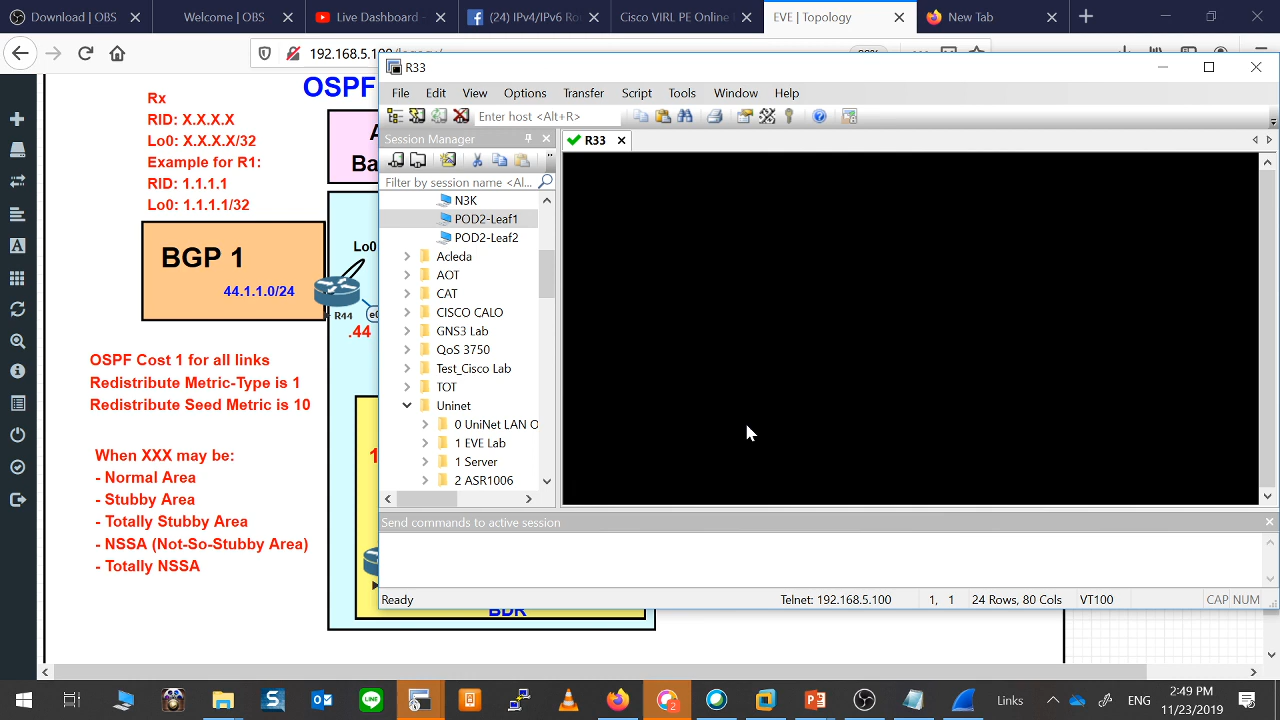 Download | OBS
Welcome | OBS
Live Dashboard -
(24) IPv4/IPv6 Ro
Cisco VIRL PE Online
EVE | Topology
New Tab
192.168.5.100/legacy/
Rx
RID: X.X.X.X
Lo0: X.X.X.X/32
Example for R1:
RID: 1.1.1.1
Lo0: 1.1.1.1/32
OSPF
BGP 1
44.1.1.0/24
Lo0
R44
e0
.44
OSPF Cost 1 for all links
Redistribute Metric-Type is 1
Redistribute Seed Metric is 10
When XXX may be:
- Normal Area
- Stubby Area
- Totally Stubby Area
- NSSA (Not-So-Stubby Area)
- Totally NSSA
A
Ba
1
BDR
R33
File Edit View Options Transfer Script Tools Window Help
Enter host <Alt+R>
Session Manager
R33
Filter by session name <Al...
N3K
POD2-Leaf1
POD2-Leaf2
Acleda
AOT
CAT
CISCO CALO
GNS3 Lab
QoS 3750
Test_Cisco Lab
TOT
Uninet
0 UniNet LAN O
1 EVE Lab
1 Server
2 ASR1006
Send commands to active session
Ready
Telnet: 192.168.5.100
1, 1
24 Rows, 80 Cols
VT100
CAP NUM
Links
ENG
2:49 PM
11/23/2019